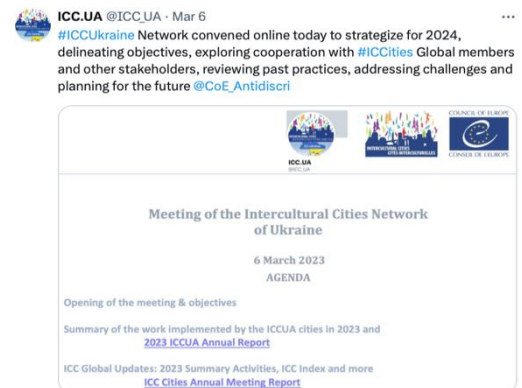 ICC.UA @ICC_UA · Mar 6
#ICCUkraine Network convened online today to strategize for 2024,
delineating objectives, exploring cooperation with #ICCities Global members
and other stakeholders, reviewing past practices, addressing challenges and
planning for the future @CoE_Antidiscri
COUNCIL OF EUROPE
INTERCULTURAL CITIES
CITÉS INTERCULTURELLES
CONSEIL DE L'EUROPE
ICC.UA
@ICC_UA
Meeting of the Intercultural Cities Network
of Ukraine
6 March 2023
AGENDA
Opening of the meeting & objectives
Summary of the work implemented by the ICCUA cities in 2023 and
2023 ICCUA Annual Report
ICC Global Updates: 2023 Summary Activities, ICC Index and more
ICC Cities Annual Meeting Report